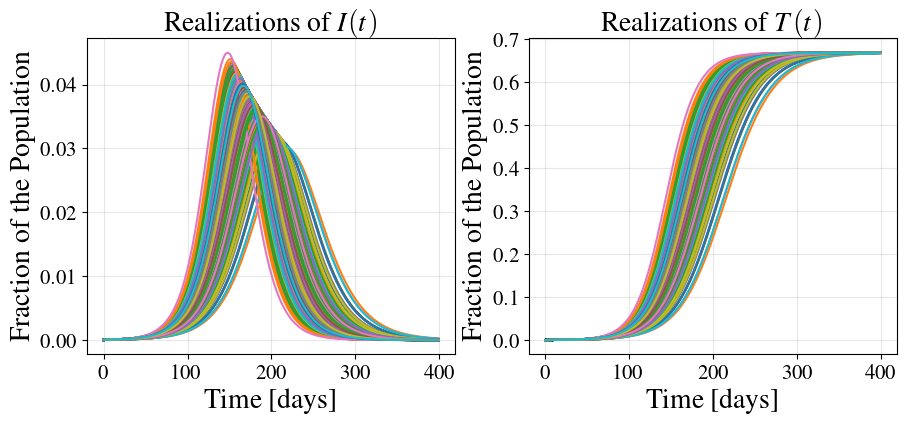 Realizations of I(t)
Fraction of the Population
0.04
0.03
0.02
0.01
0.00
0 100 200 300 400
Time [days]
Realizations of T(t)
Fraction of the Population
0.7
0.6
0.5
0.4
0.3
0.2
0.1
0.0
0 100 200 300 400
Time [days]